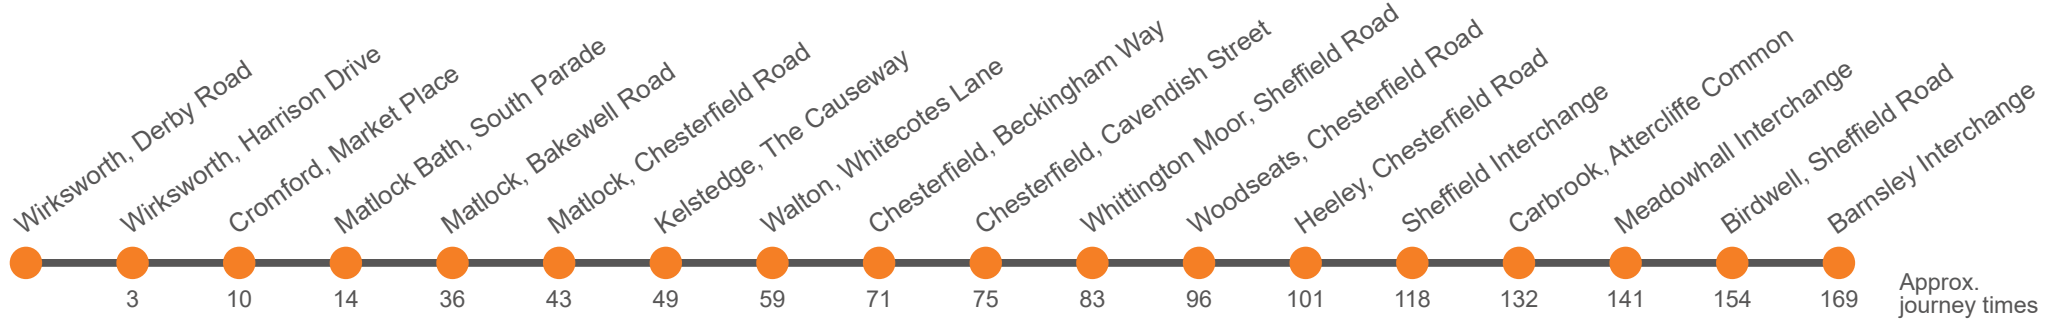 Wirksworth, Derby Road
Wirksworth, Harrison Drive
Cromford, Market Place
Matlock Bath, South Parade
Matlock, Bakewell Road
Matlock, Chesterfield Road
Kelstedge, The Causeway
Walton, Whitecotes Lane
Chesterfield, Beckingham Way
Chesterfield, Cavendish Street
Whittington Moor, Sheffield Road
Woodseats, Chesterfield Road
Heeley, Chesterfield Road
Sheffield Interchange
Carbrook, Attercliffe Common
Meadowhall Interchange
Birdwell, Sheffield Road
Barnsley Interchange
3 10 14 36 43 49 59 71 75 83 96 101 118 132 141 154 169
Approx.
journey times